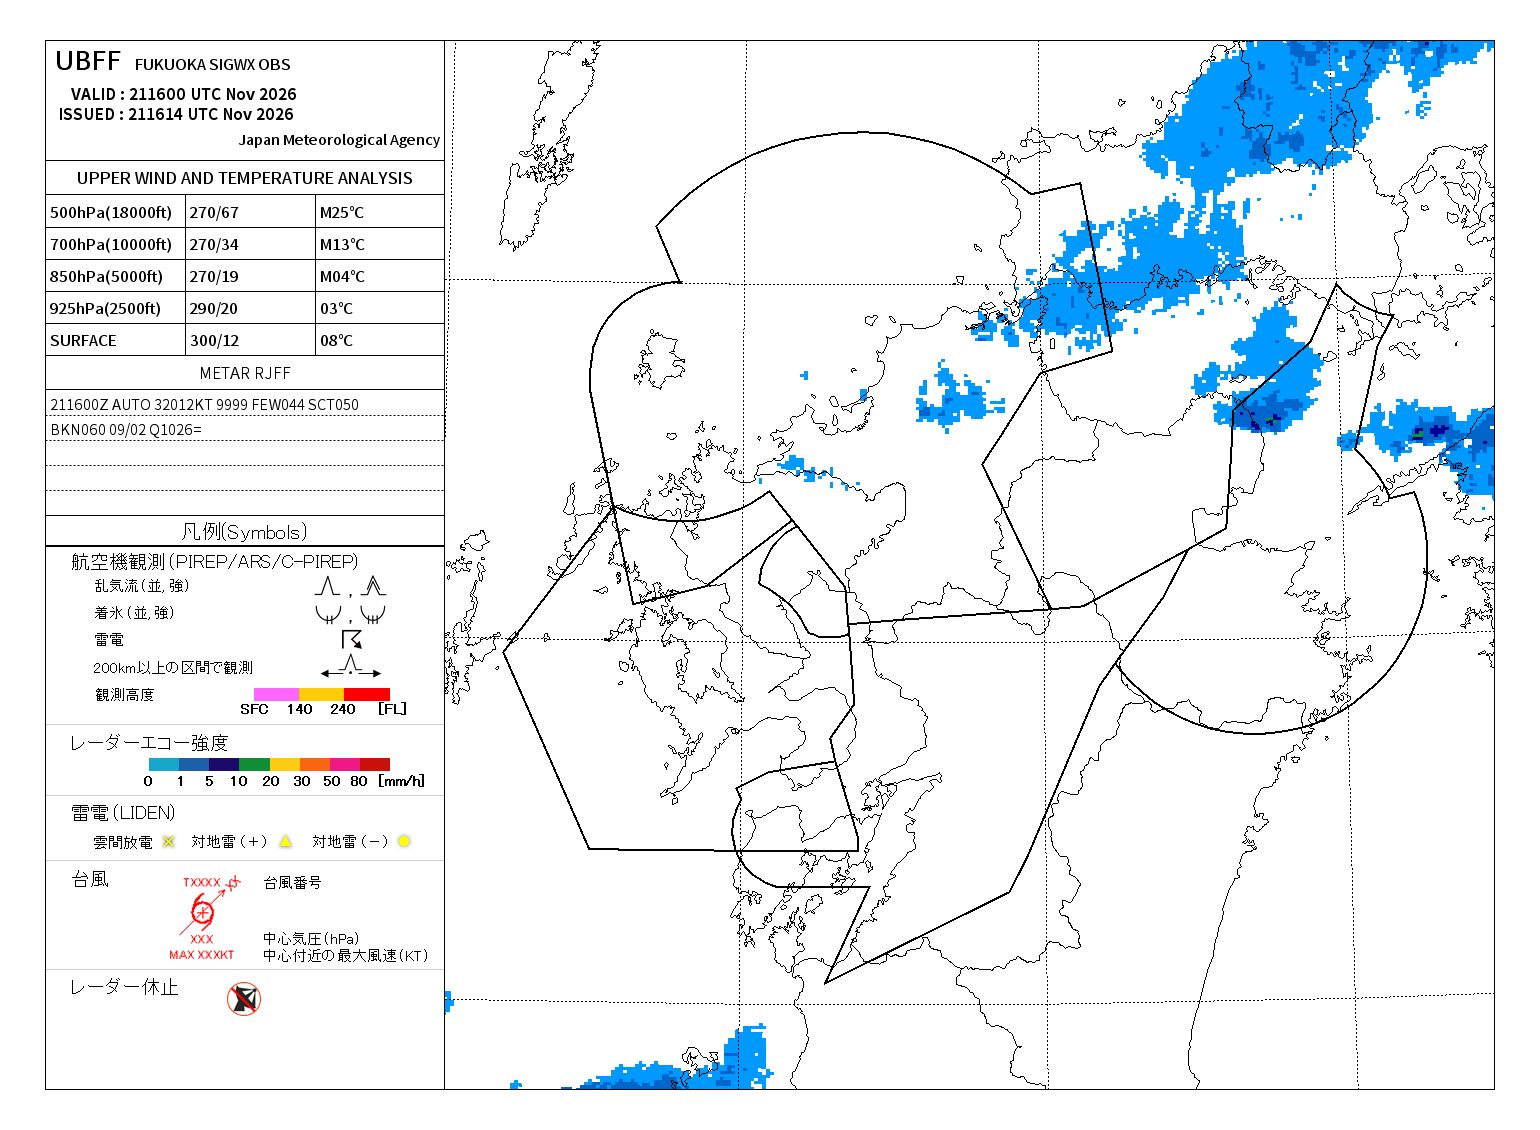 UBFF FUKUOKA SIGWX OBS
VALID : 211600 UTC Nov 2026
ISSUED : 211614 UTC Nov 2026
Japan Meteorological Agency
UPPER WIND AND TEMPERATURE ANALYSIS
500hPa(18000ft) 270/67 M25℃
700hPa(10000ft) 270/34 M13℃
850hPa(5000ft) 270/19 M04℃
925hPa(2500ft) 290/20 03℃
SURFACE 300/12 08℃
METAR RJFF
211600Z AUTO 32012KT 9999 FEW044 SCT050
BKN060 09/02 Q1026=
凡例(Symbols)
航空機観測(PIREP/ARS/C-PIREP)
乱気流(並, 強) ,
着氷(並, 強) ,
雷電
200km以上の区間で観測
観測高度
SFC 140 240 [FL]
レーダーエコー強度
0 1 5 10 20 30 50 80 [mm/h]
雷電(LIDEN)
雲間放電 対地雷(+) 対地雷(−)
台風
TXXXX 台風番号
XXX 中心気圧(hPa)
MAX XXXKT 中心付近の最大風速(KT)
レーダー休止